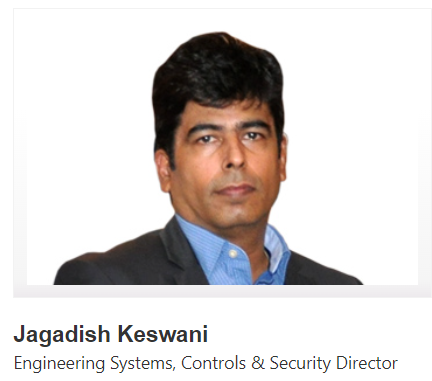 Jagadish Keswani
Engineering Systems, Controls & Security Director